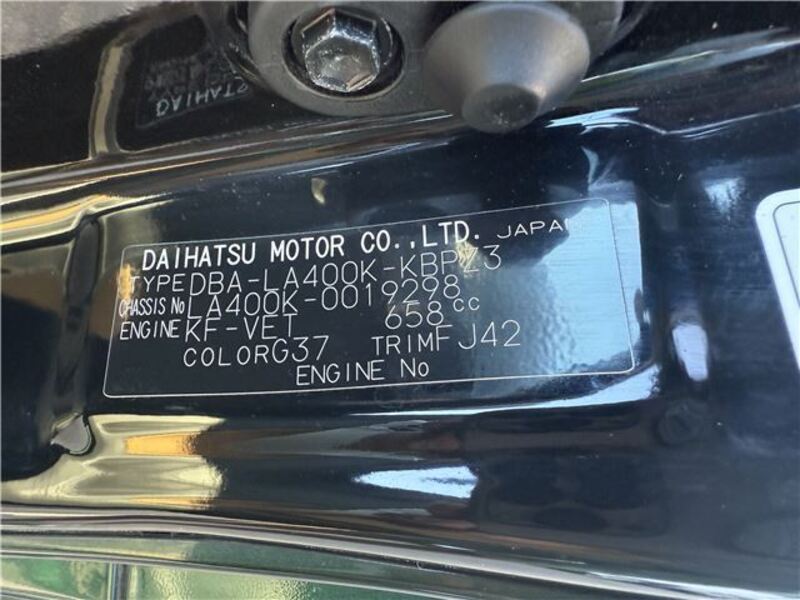 DAIHATSU MOTOR CO.,LTD. JAPAN
TYPE DBA-LA400K-KBPZ3
CHASSIS No LA400K-0019298
ENGINE KF-VET 658cc
COLOR G37 TRIM FJ42
ENGINE No